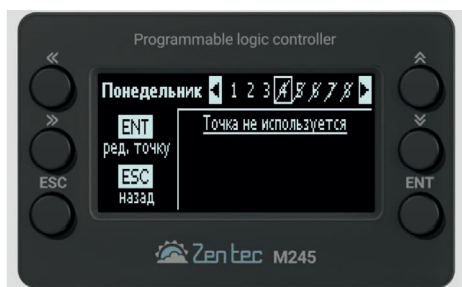 Programmable logic controller
«
»
ESC
Понедельник ◀ 1 2 3 4 5 6 7 8 ▶
ENT
ред. точку
ESC
назад
Точка не используется
ENT
Zentec M245